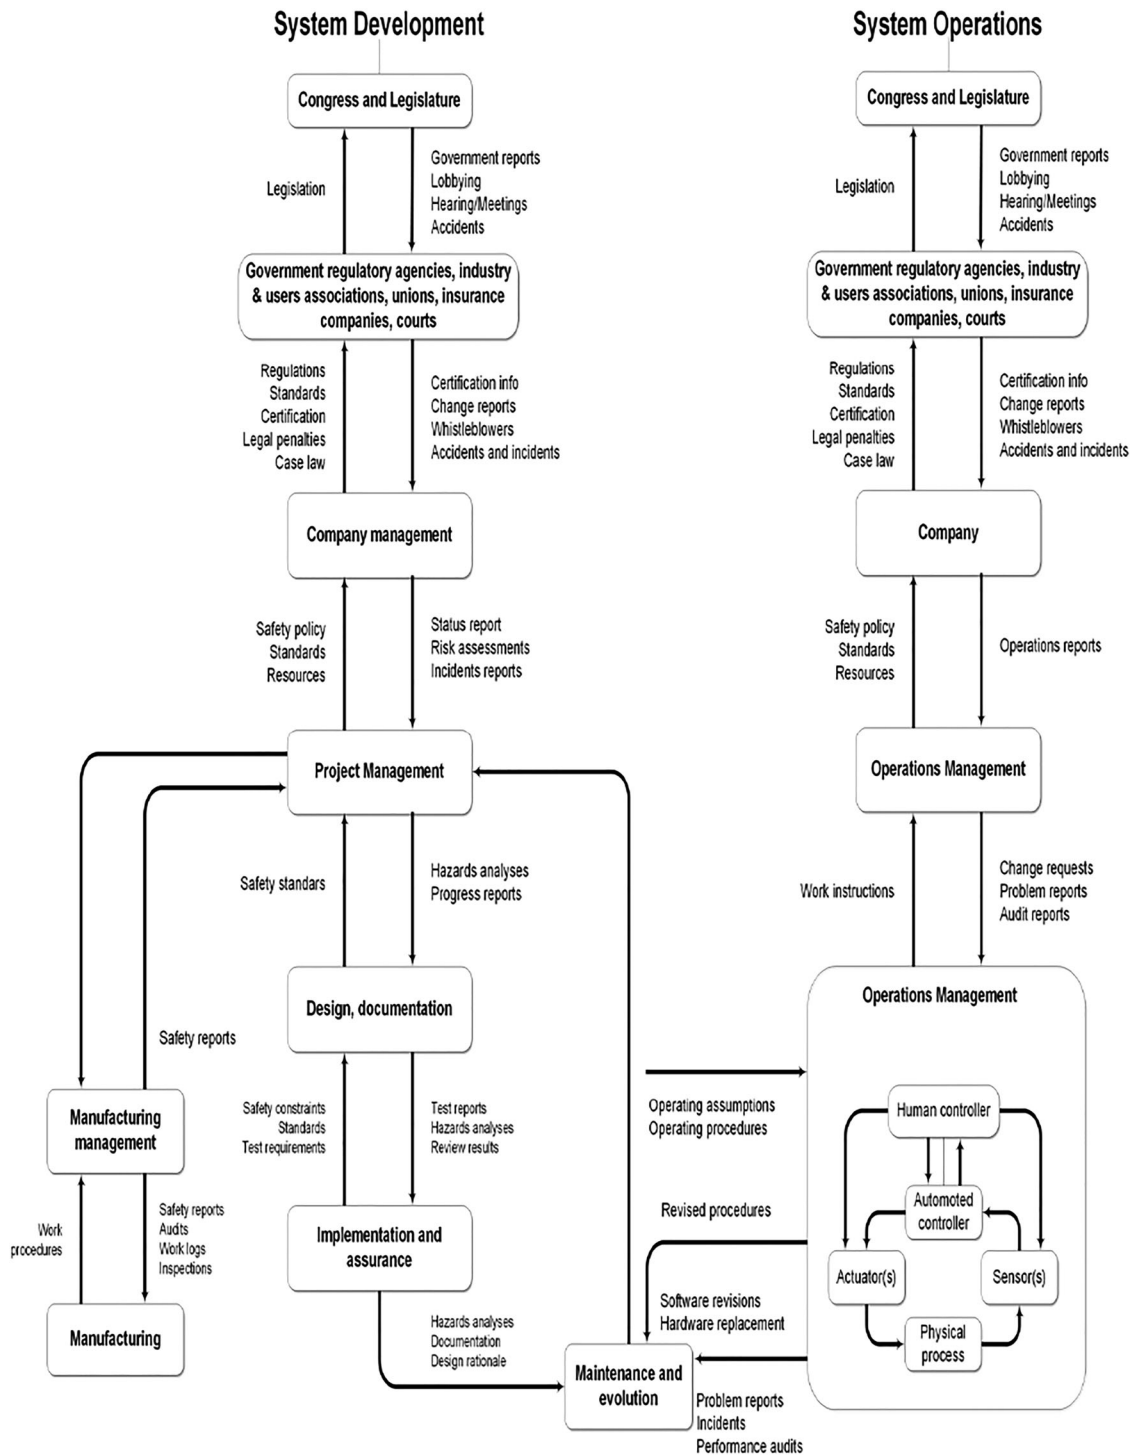 System Development
Congress and Legislature
Legislation
Government reports
Lobbying
Hearing/Meetings
Accidents
Government regulatory agencies, industry
& users associations, unions, insurance
companies, courts
Regulations
Standards
Certification
Legal penalties
Case law
Certification info
Change reports
Whistleblowers
Accidents and incidents
Company management
Safety policy
Standards
Resources
Status report
Risk assessments
Incidents reports
Project Management
Safety standars
Hazards analyses
Progress reports
Design, documentation
Safety reports
Safety constraints
Standards
Test requirements
Test reports
Hazards analyses
Review results
Manufacturing
management
Work
procedures
Safety reports
Audits
Work logs
Inspections
Manufacturing
Implementation and
assurance
Hazards analyses
Documentation
Design rationale
Maintenance and
evolution
System Operations
Congress and Legislature
Legislation
Government reports
Lobbying
Hearing/Meetings
Accidents
Government regulatory agencies, industry
& users associations, unions, insurance
companies, courts
Regulations
Standards
Certification
Legal penalties
Case law
Certification info
Change reports
Whistleblowers
Accidents and incidents
Company
Safety policy
Standards
Resources
Operations reports
Operations Management
Work instructions
Change requests
Problem reports
Audit reports
Operations Management
Operating assumptions
Operating procedures
Revised procedures
Software revisions
Hardware replacement
Problem reports
Incidents
Performance audits
Human controller
Automoted
controller
Actuator(s)
Sensor(s)
Physical
process